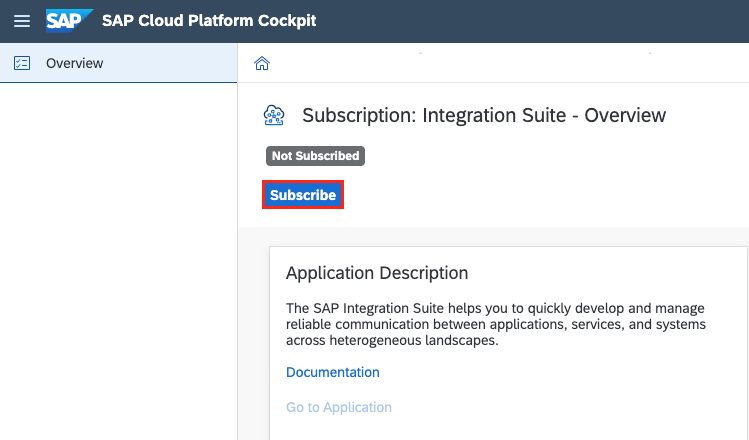 SAP SAP Cloud Platform Cockpit
Overview
Subscription: Integration Suite - Overview
Not Subscribed
Subscribe
Application Description
The SAP Integration Suite helps you to quickly develop and manage
reliable communication between applications, services, and systems
across heterogeneous landscapes.
Documentation
Go to Application